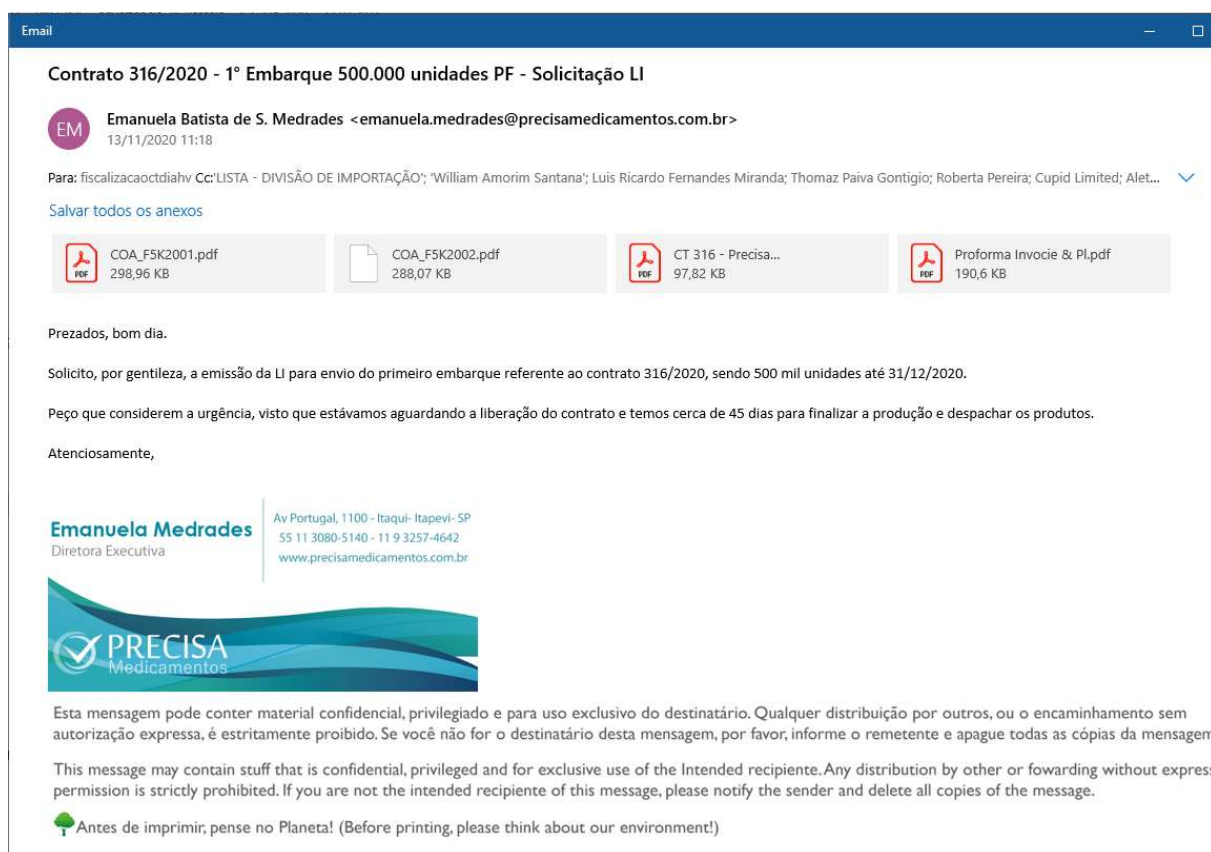 Email
Contrato 316/2020 - 1° Embarque 500.000 unidades PF - Solicitação LI
EM
Emanuela Batista de S. Medrades <emanuela.medrades@precisamedicamentos.com.br>
13/11/2020 11:18
Para: fiscalizacaoctdiahv Cc:'LISTA - DIVISÃO DE IMPORTAÇÃO'; 'William Amorim Santana'; Luis Ricardo Fernandes Miranda; Thomaz Paiva Gontigio; Roberta Pereira; Cupid Limited; Alet...
Salvar todos os anexos
PDF
COA_F5K2001.pdf
298,96 KB
COA_F5K2002.pdf
288,07 KB
PDF
CT 316 - Precisa...
97,82 KB
PDF
Proforma Invocie & Pl.pdf
190,6 KB
Prezados, bom dia.
Solicito, por gentileza, a emissão da LI para envio do primeiro embarque referente ao contrato 316/2020, sendo 500 mil unidades até 31/12/2020.
Peço que considerem a urgência, visto que estávamos aguardando a liberação do contrato e temos cerca de 45 dias para finalizar a produção e despachar os produtos.
Atenciosamente,
Emanuela Medrades
Diretora Executiva
Av Portugal, 1100 - Itaqui- Itapevi- SP
55 11 3080-5140 - 11 9 3257-4642
www.precisamedicamentos.com.br
PRECISA
Medicamentos
Esta mensagem pode conter material confidencial, privilegiado e para uso exclusivo do destinatário. Qualquer distribuição por outros, ou o encaminhamento sem
autorização expressa, é estritamente proibido. Se você não for o destinatário desta mensagem, por favor, informe o remetente e apague todas as cópias da mensagem
This message may contain stuff that is confidential, privileged and for exclusive use of the Intended recipiente. Any distribution by other or fowarding without express
permission is strictly prohibited. If you are not the intended recipiente of this message, please notify the sender and delete all copies of the message.
Antes de imprimir, pense no Planeta! (Before printing, please think about our environment!)